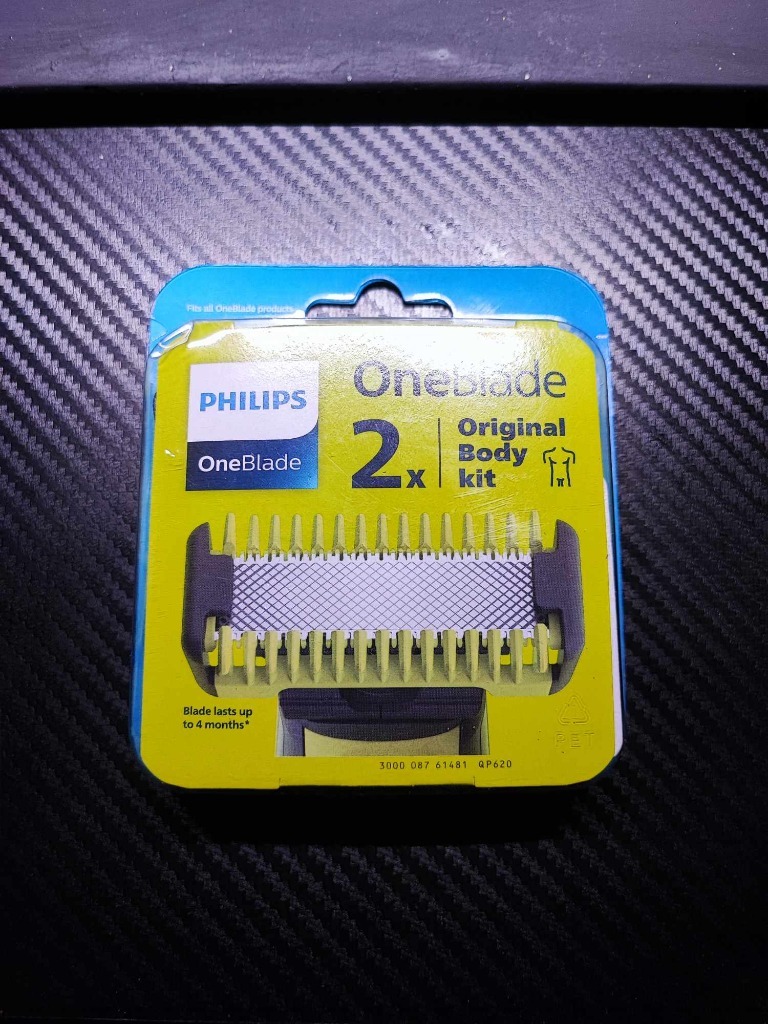 Fits all OneBlade products
OneBlade
PHILIPS
OneBlade
2x
Original
Body
kit
Blade lasts up
to 4 months*
PET
3000 087 61481 QP620